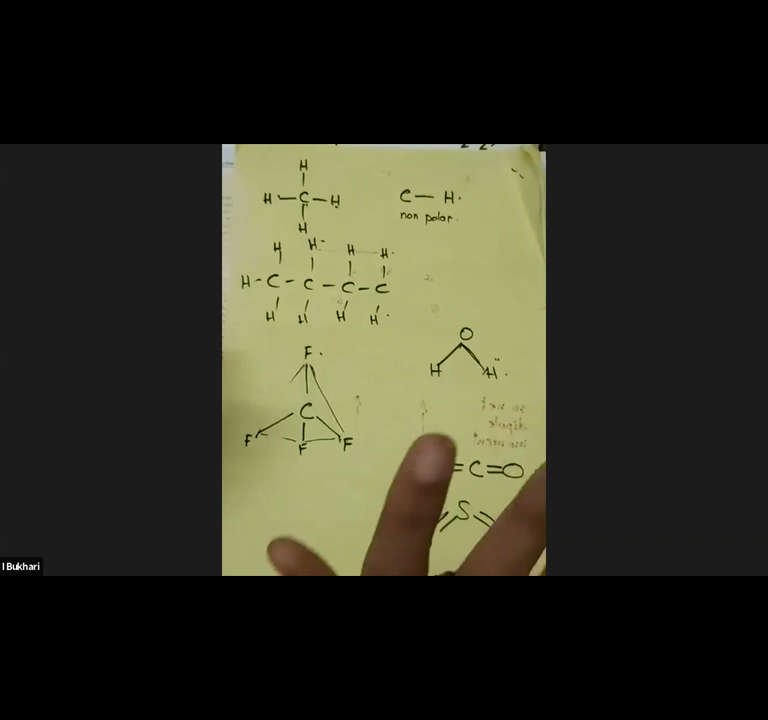 H
H - C - H
H
C - H.
non polar.
H H H H
H - C - C - C - C
H H H H
F
C
F F F
O
H H
= C = O
S
I Bukhari